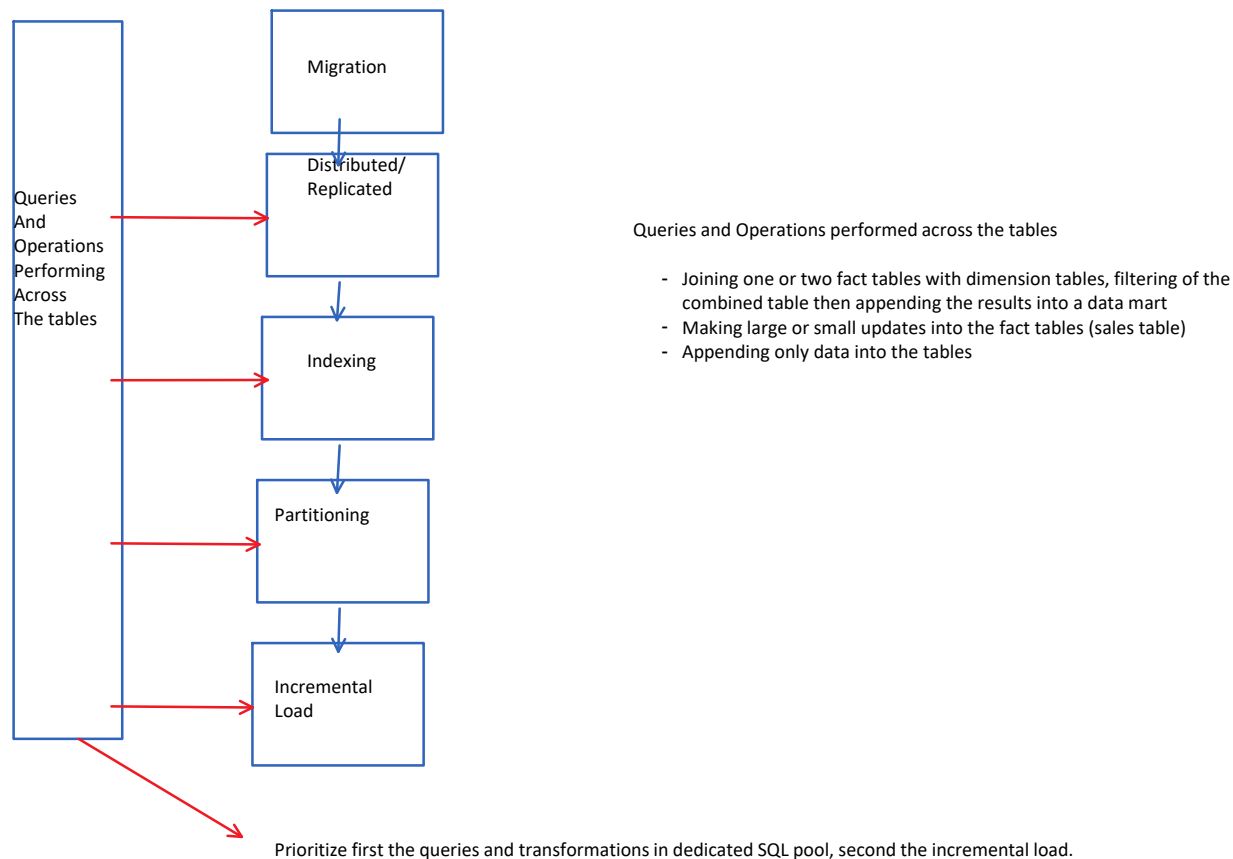 Migration
Distributed/
Replicated
Queries
And
Operations
Performing
Across
The tables
Indexing
Partitioning
Incremental
Load
Queries and Operations performed across the tables
- Joining one or two fact tables with dimension tables, filtering of the
combined table then appending the results into a data mart
- Making large or small updates into the fact tables (sales table)
- Appending only data into the tables
Prioritize first the queries and transformations in dedicated SQL pool, second the incremental load.